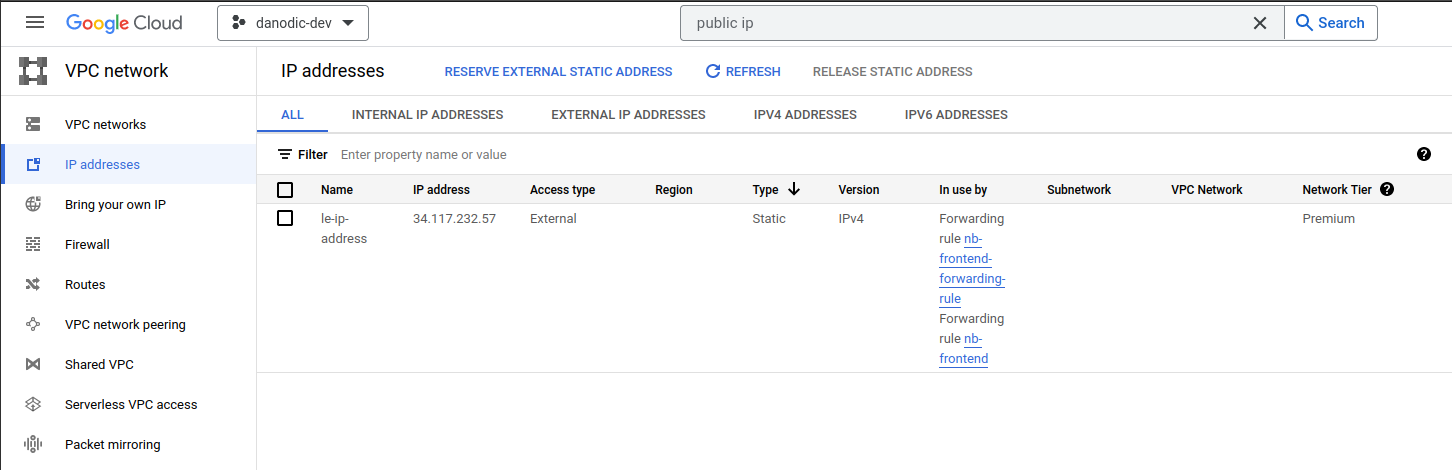 Google Cloud danodic-dev public ip Search
VPC network
IP addresses RESERVE EXTERNAL STATIC ADDRESS REFRESH RELEASE STATIC ADDRESS
VPC networks
IP addresses
Bring your own IP
Firewall
Routes
VPC network peering
Shared VPC
Serverless VPC access
Packet mirroring
ALL INTERNAL IP ADDRESSES EXTERNAL IP ADDRESSES IPV4 ADDRESSES IPV6 ADDRESSES
Filter Enter property name or value ?
Name IP address Access type Region Type Version In use by Subnetwork VPC Network Network Tier ?
le-ip- 34.117.232.57 External Static IPv4 Forwarding Premium
address rule nb-
frontend-
forwarding-
rule
Forwarding
rule nb-
frontend